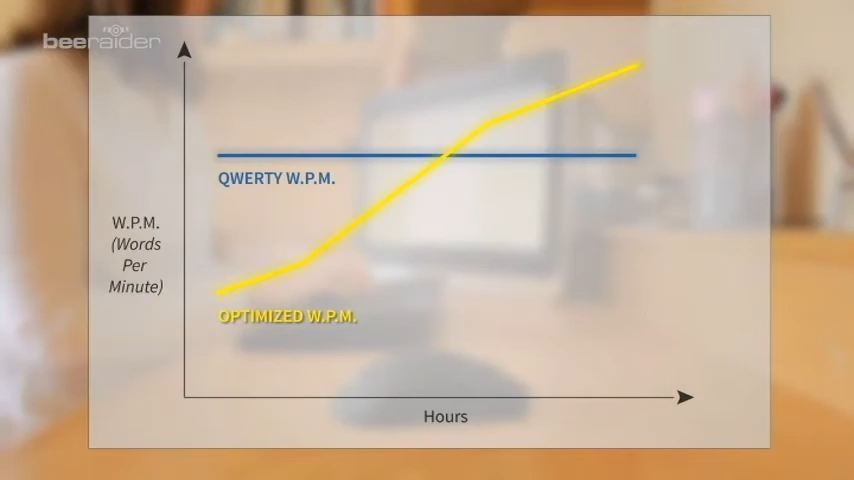 beeraider
QWERTY W.P.M.
W.P.M.
(Words
Per
Minute)
OPTIMIZED W.P.M.
Hours